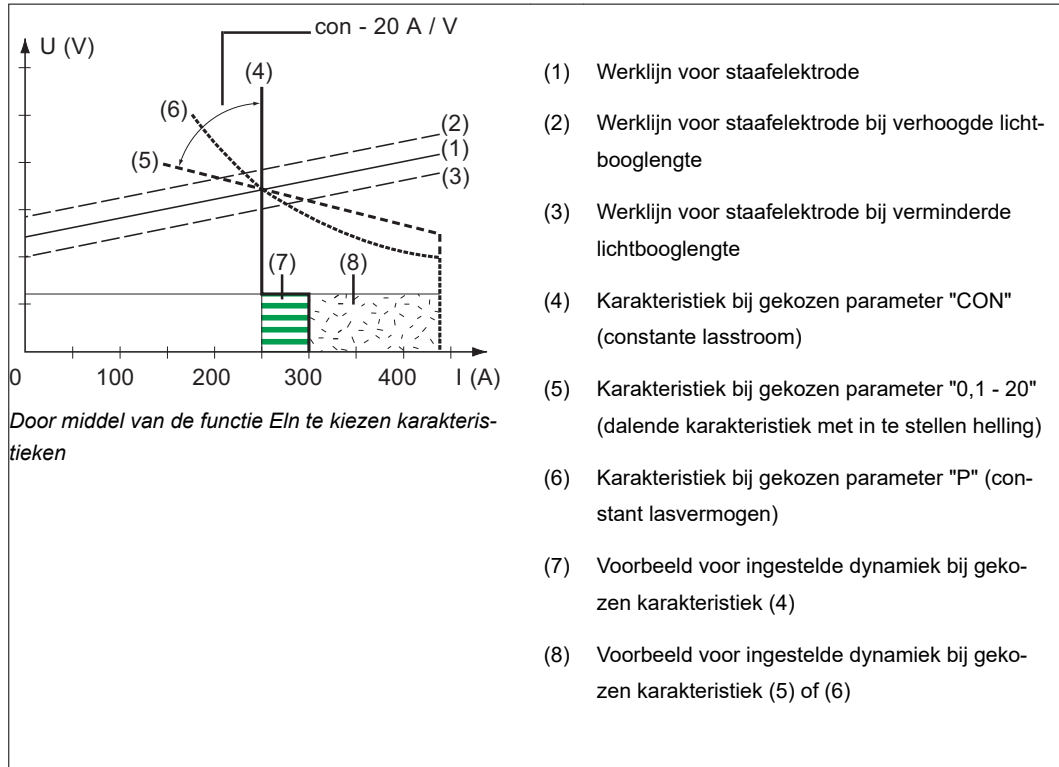 con - 20 A / V
U (V)
(4)
(6)
(5)
(2)
(1)
(3)
(7)
(8)
0 100 200 300 400 I (A)
Door middel van de functie Eln te kiezen karakteris-
tieken
(1) Werklijn voor staafelektrode
(2) Werklijn voor staafelektrode bij verhoogde licht-
booglengte
(3) Werklijn voor staafelektrode bij verminderde
lichtbooglengte
(4) Karakteristiek bij gekozen parameter "CON"
(constante lasstroom)
(5) Karakteristiek bij gekozen parameter "0,1 - 20"
(dalende karakteristiek met in te stellen helling)
(6) Karakteristiek bij gekozen parameter "P" (con-
stant lasvermogen)
(7) Voorbeeld voor ingestelde dynamiek bij geko-
zen karakteristiek (4)
(8) Voorbeeld voor ingestelde dynamiek bij geko-
zen karakteristiek (5) of (6)